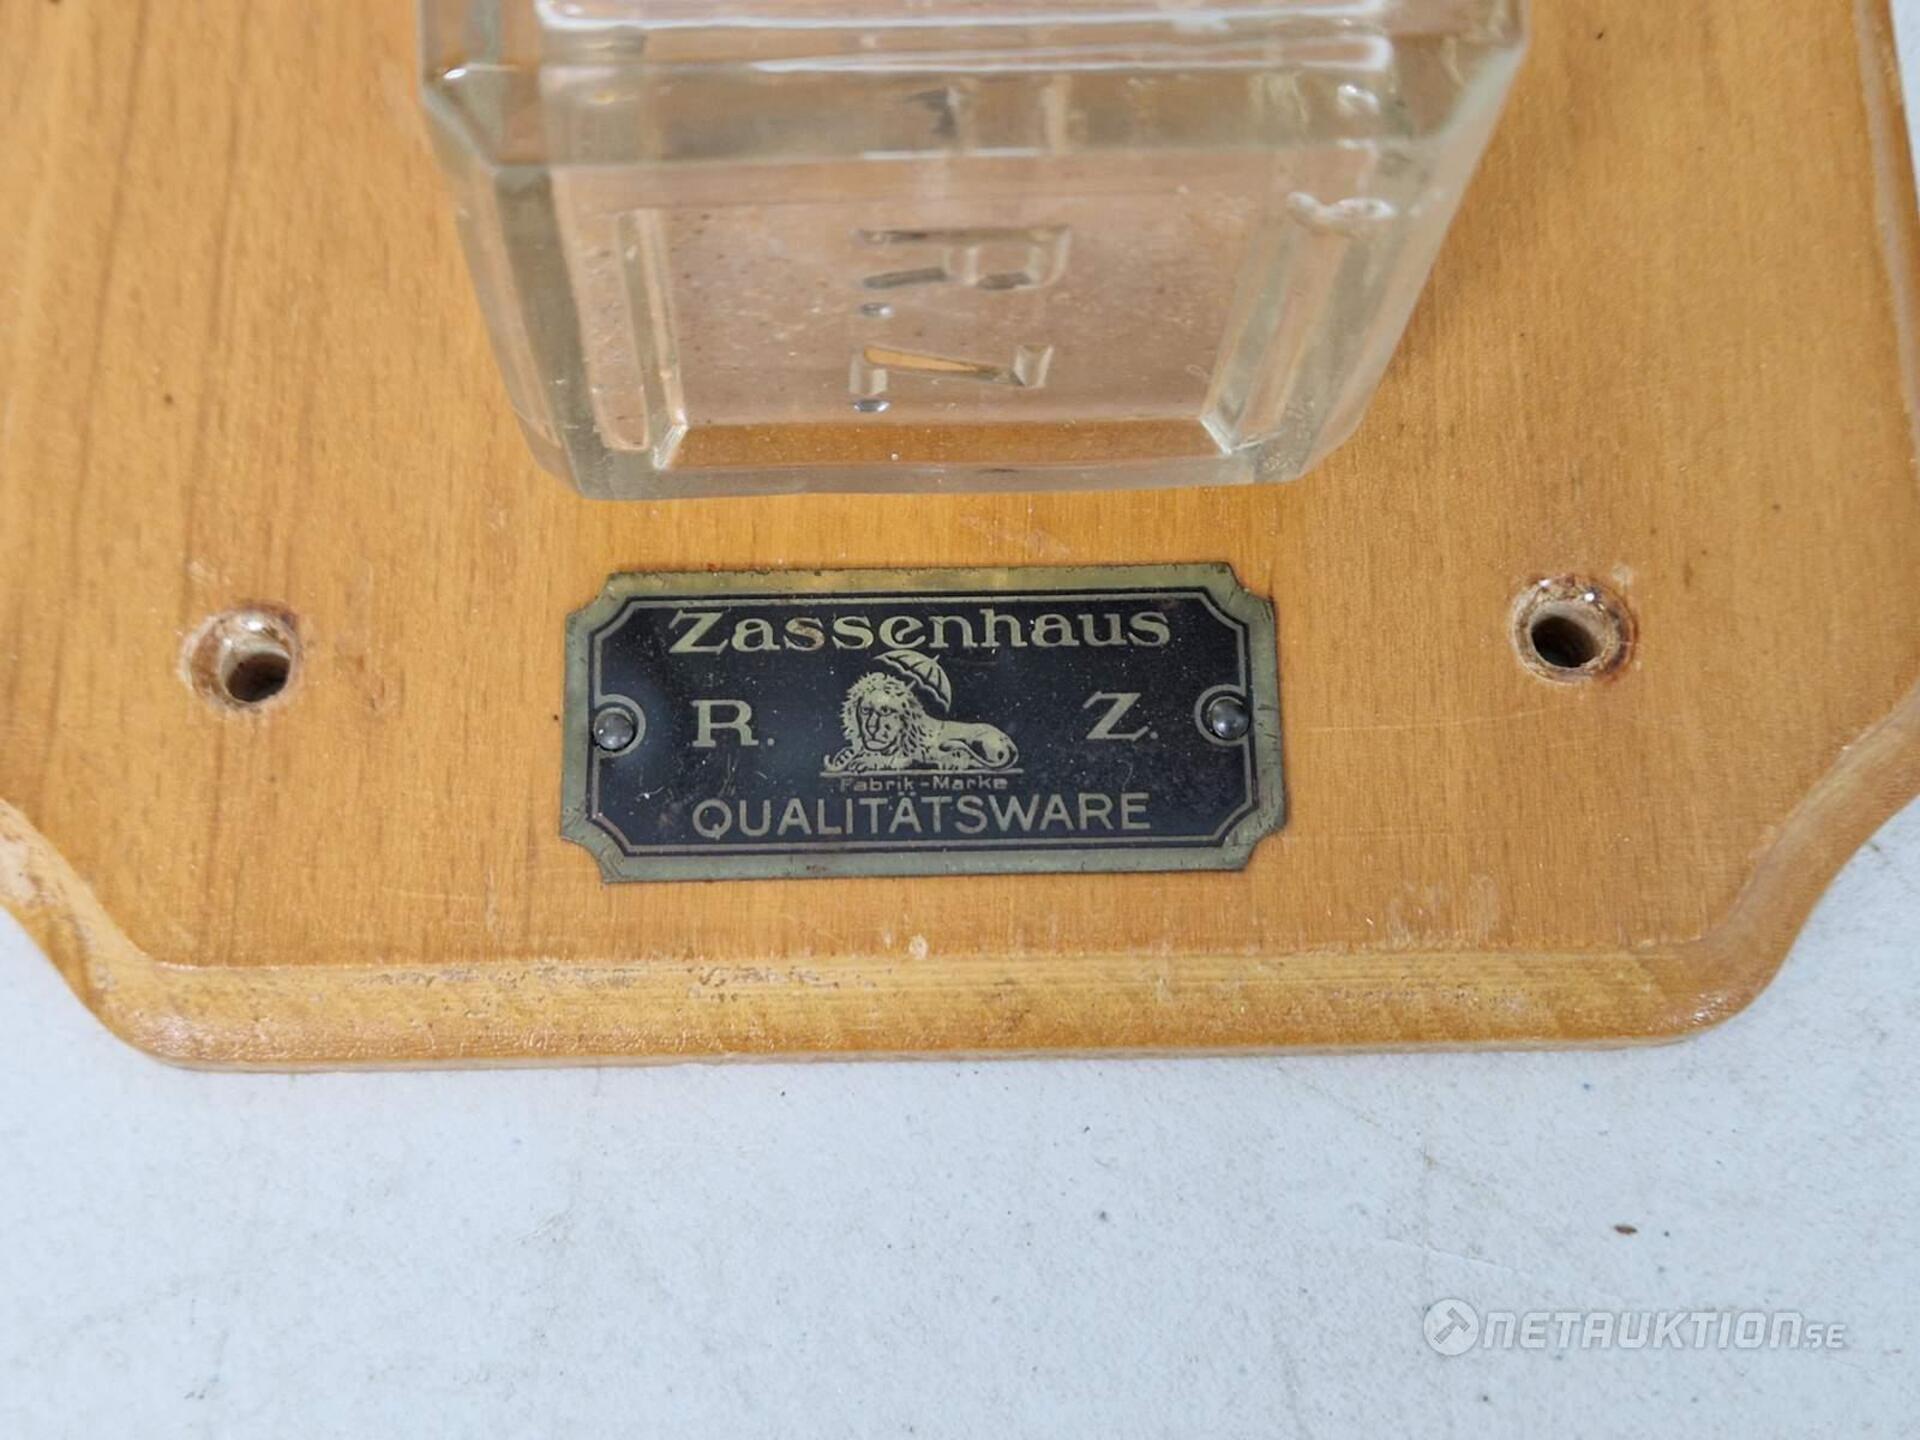 R.Z.
Zassenhaus
R. Z.
Fabrik-Marke
QUALITÄTSWARE
NETAUKTION.SE